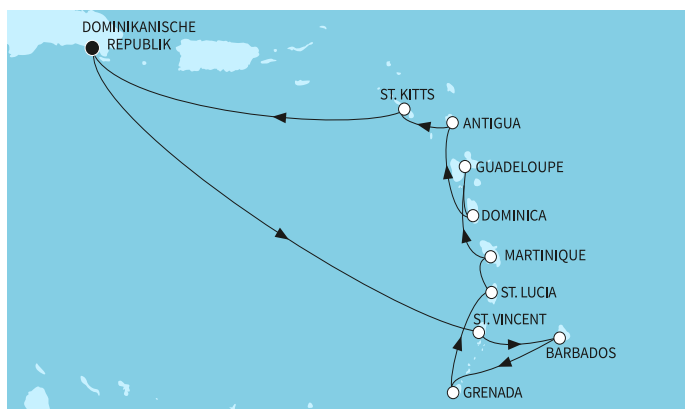 DOMINIKANISCHE
REPUBLIK
ST. KITTS
ANTIGUA
GUADELOUPE
DOMINICA
MARTINIQUE
ST. LUCIA
ST. VINCENT
BARBADOS
GRENADA